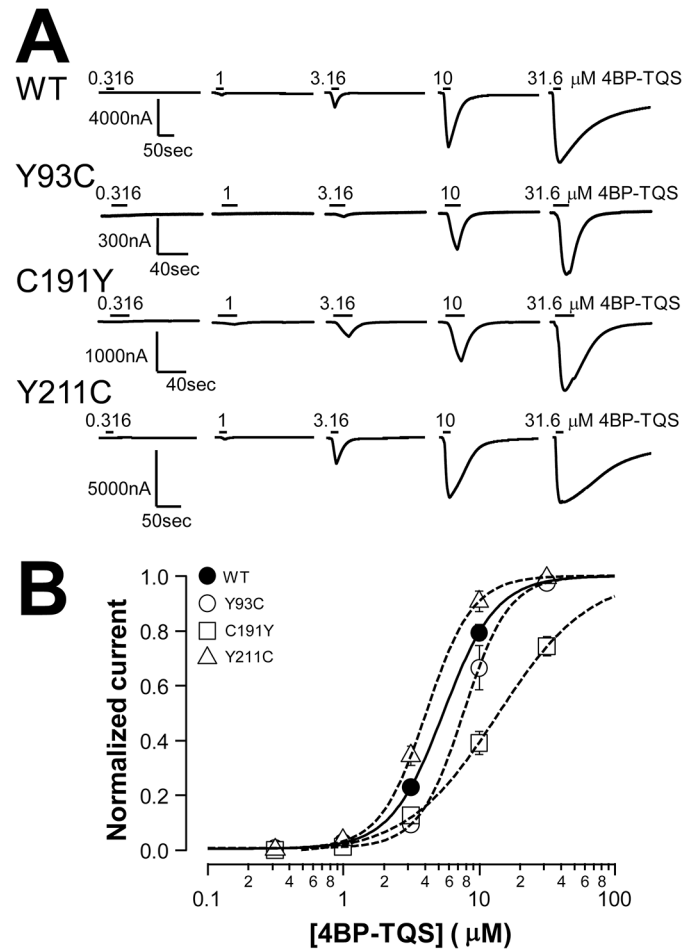 A
WT
0.316 1 3.16 10 31.6 μM 4BP-TQS
4000nA
50sec
Y93C
0.316 1 3.16 10 31.6 μM 4BP-TQS
300nA
40sec
C191Y
0.316 1 3.16 10 31.6 μM 4BP-TQS
1000nA
40sec
Y211C
0.316 1 3.16 10 31.6 μM 4BP-TQS
5000nA
50sec
B
Normalized current
1.0
0.8
0.6
0.4
0.2
0.0
WT
Y93C
C191Y
Y211C
2 4 6 8 2 4 6 8 2 4 6 8
0.1 1 10 100
[4BP-TQS] ( μM)